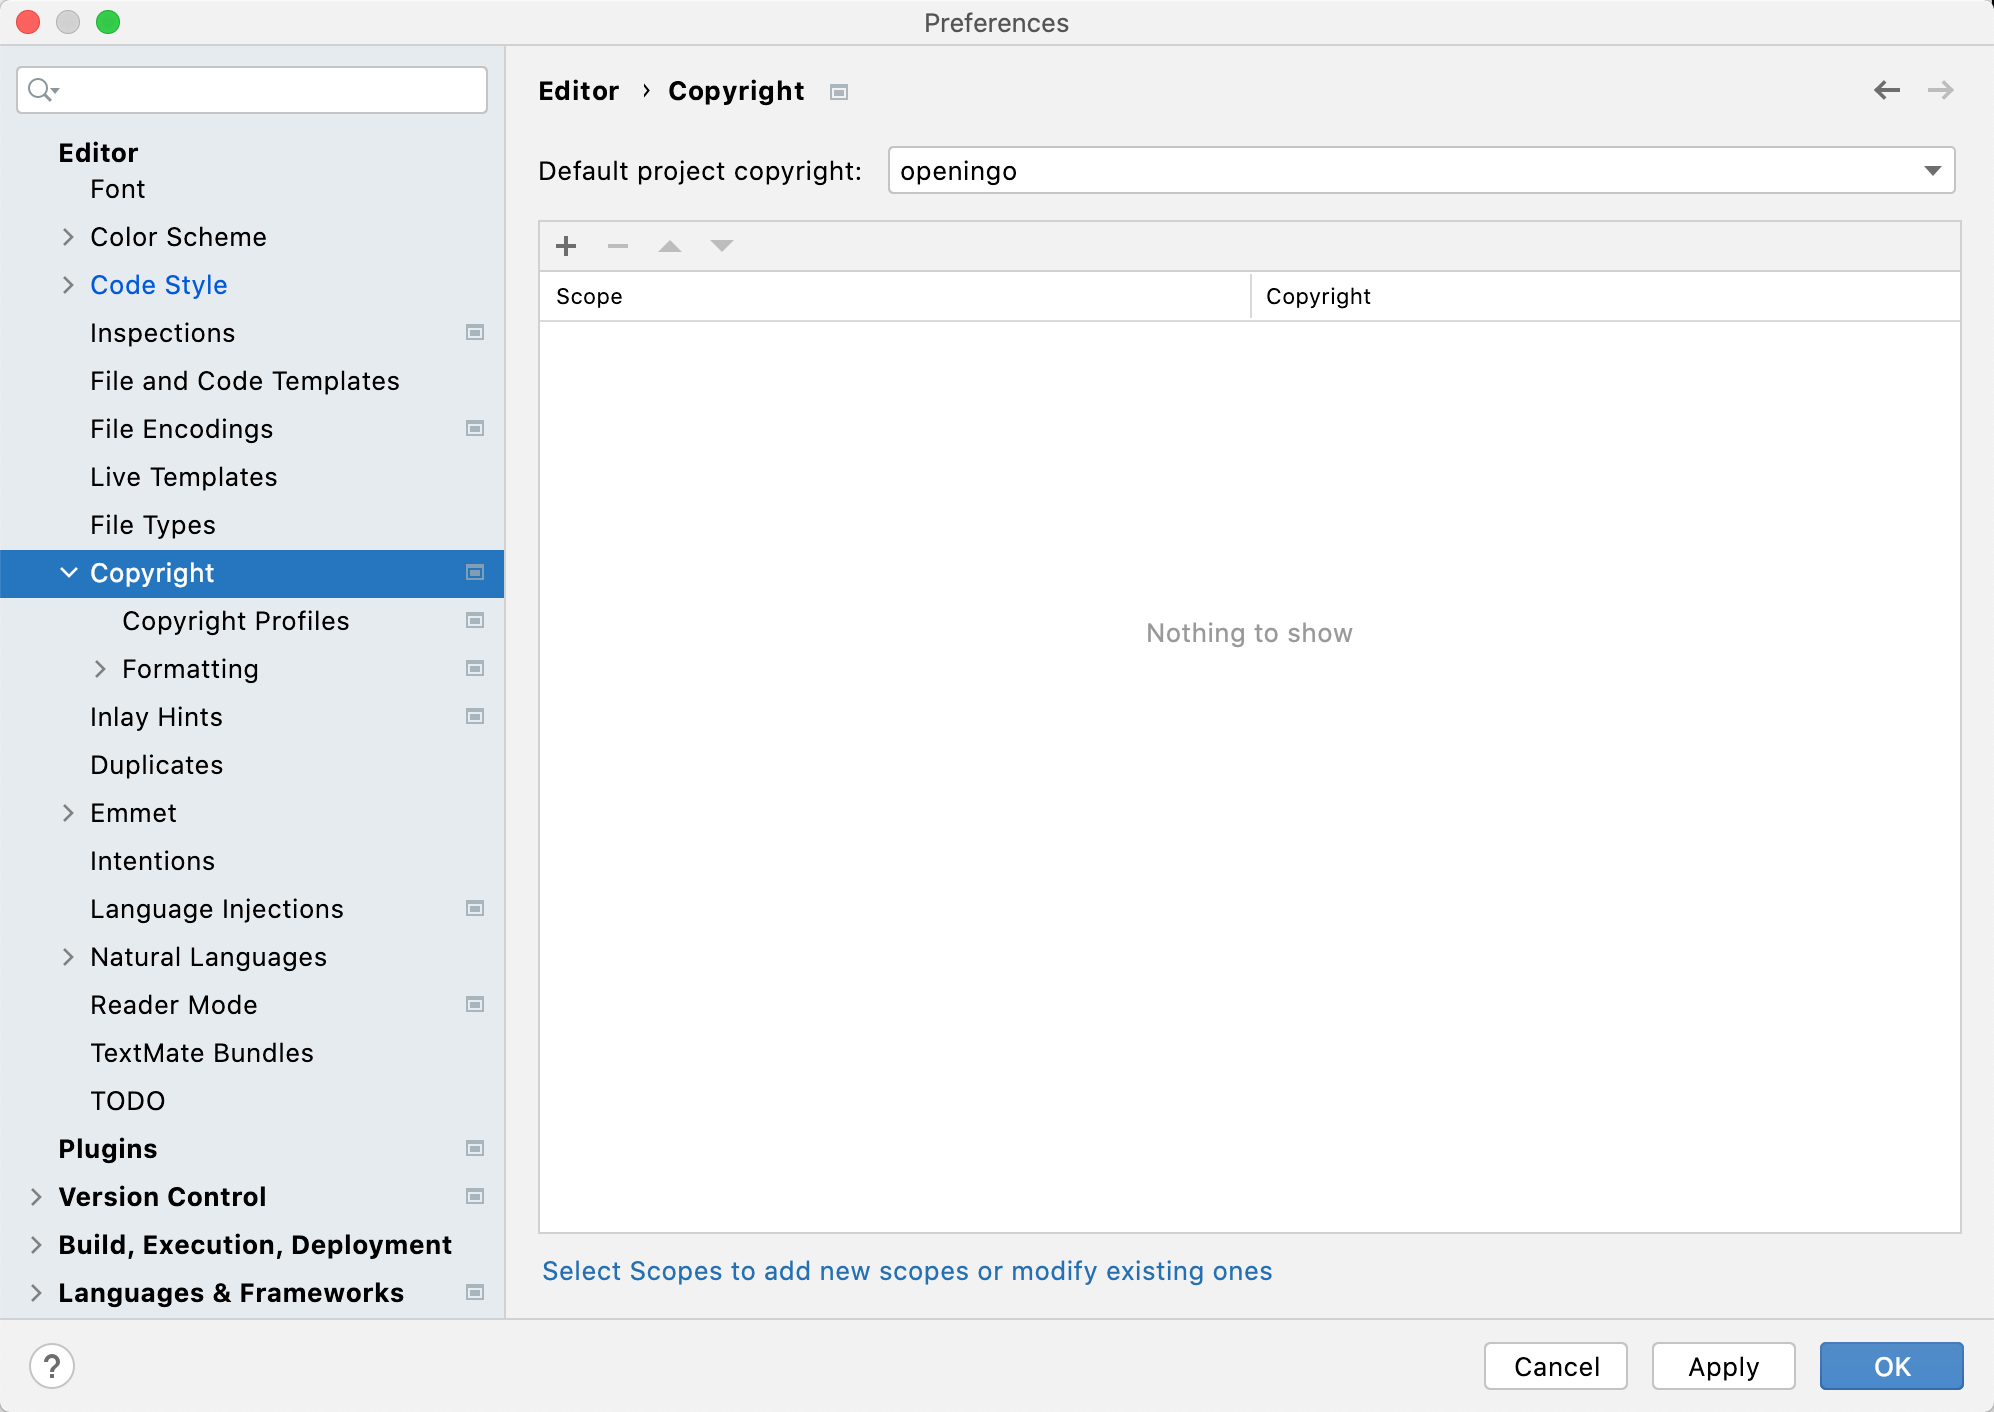 Preferences
Editor
Font
Color Scheme
Code Style
Inspections
File and Code Templates
File Encodings
Live Templates
File Types
Copyright
Copyright Profiles
Formatting
Inlay Hints
Duplicates
Emmet
Intentions
Language Injections
Natural Languages
Reader Mode
TextMate Bundles
TODO
Plugins
Version Control
Build, Execution, Deployment
Languages & Frameworks
Editor › Copyright
Default project copyright: openingo
Scope Copyright
Nothing to show
Select Scopes to add new scopes or modify existing ones
? Cancel Apply OK